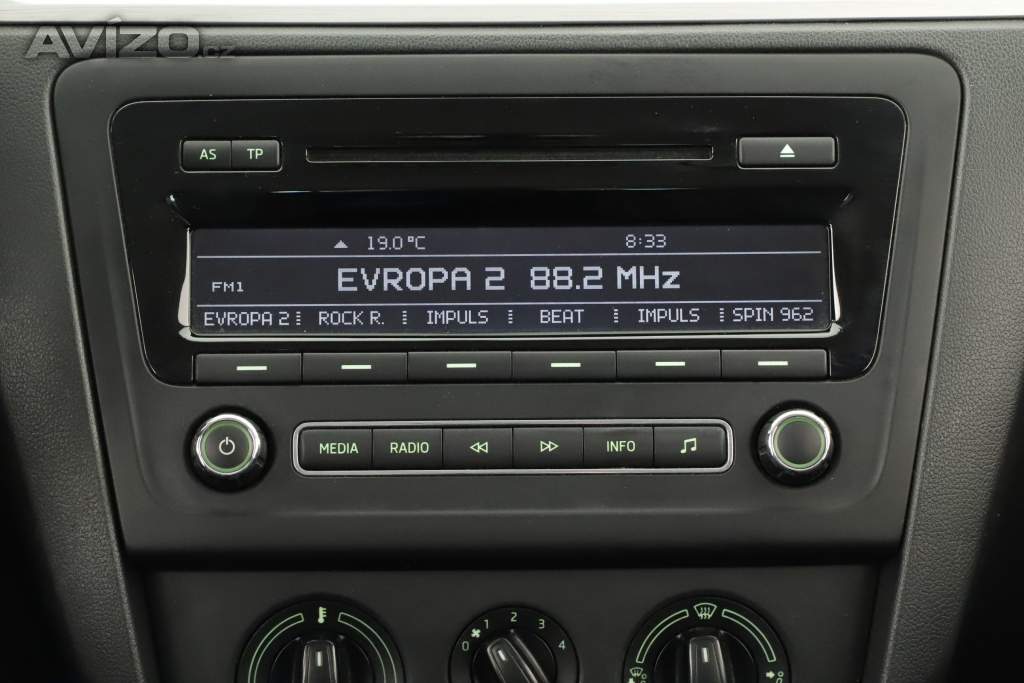 AVÍZO.cz
AS TP
19.0°C 8:33
FM1 EVROPA 2 88.2 MHz
EVROPA 2 ROCK R. IMPULS BEAT IMPULS SPIN 962
MEDIA RADIO INFO
0 1 2 3 4